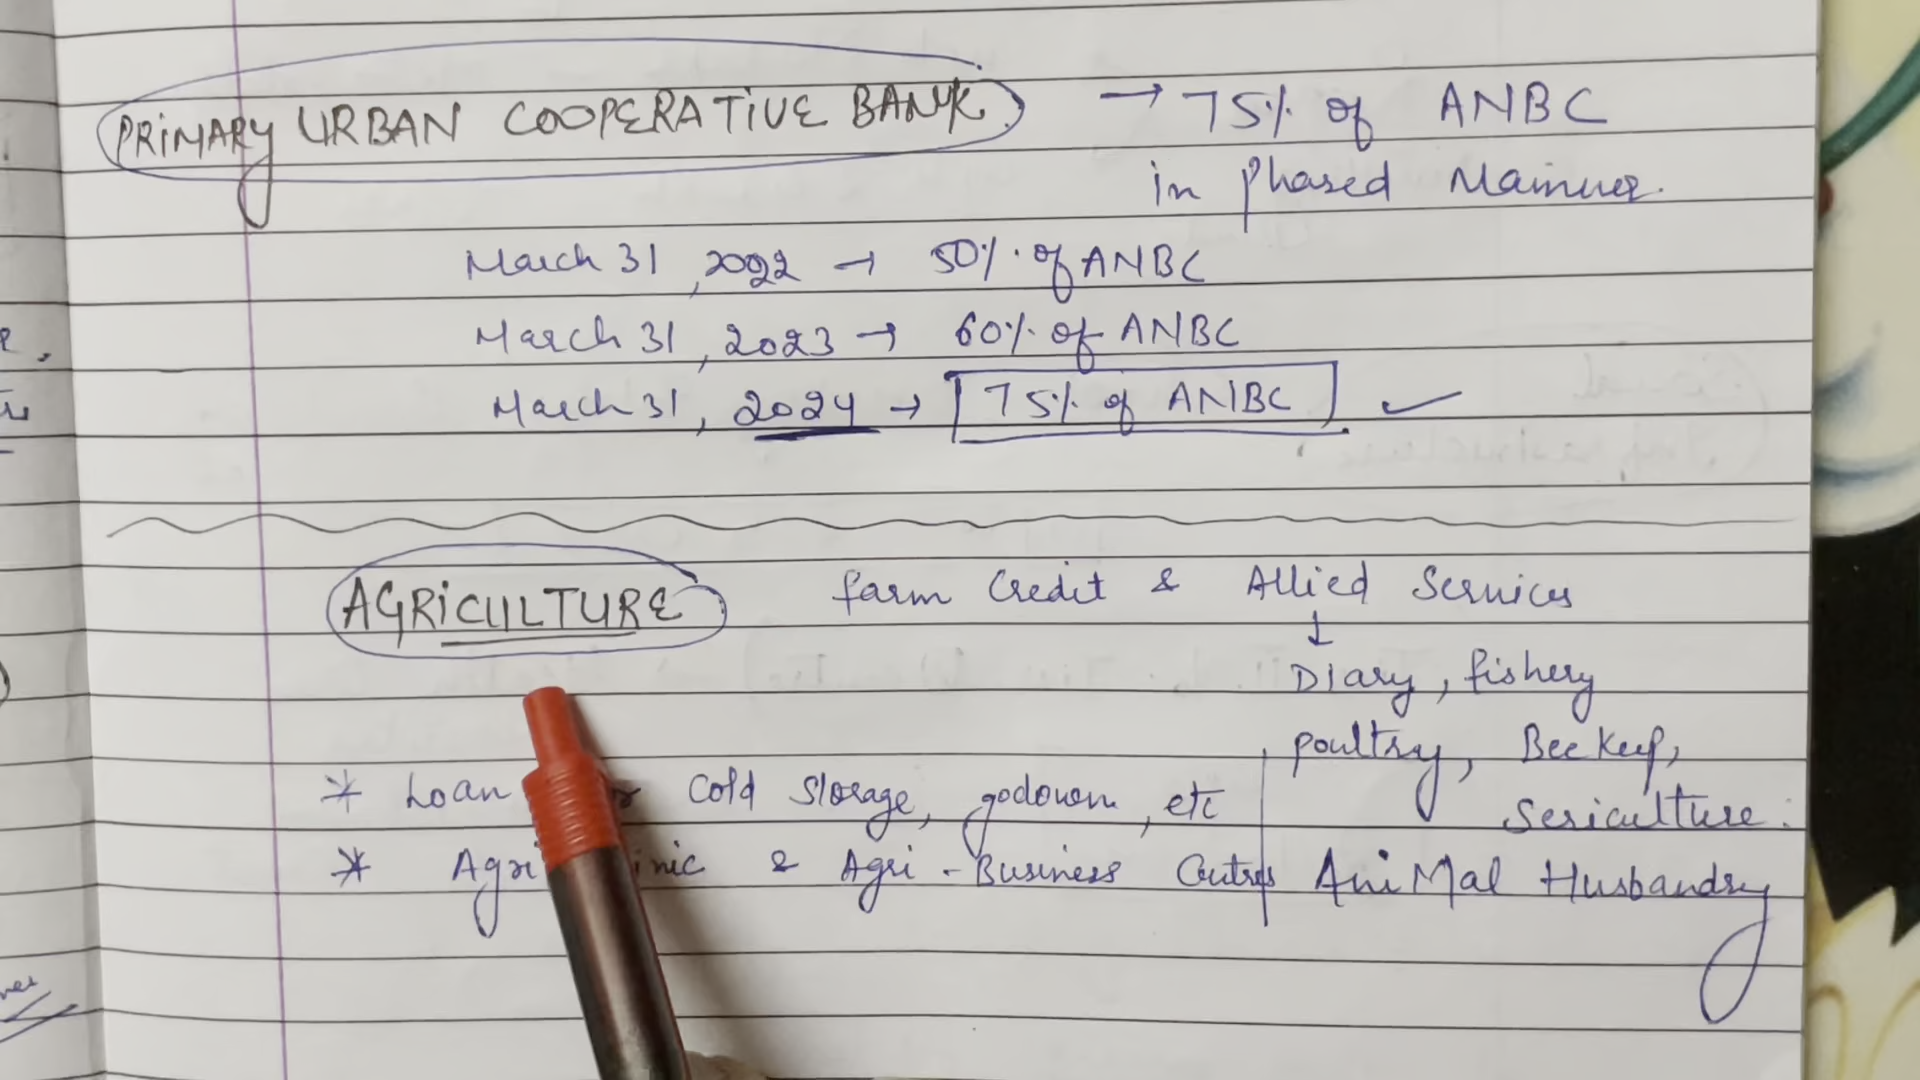 PRIMARY URBAN COOPERATIVE BANK. → 75% of ANBC
in phased Mainner.
March 31, 2022 → 50% of ANBC
March 31, 2023 → 60% of ANBC
March 31, 2024 → 75% of ANBC ✓
AGRICULTURE farm Credit & Allied Services
↓
Diary, fishery
poultry, Bee Keep,
* Loan Cold Storage, godown, etc Sericulture.
* Agri & Agri-Business Centres AniMal Husbandry